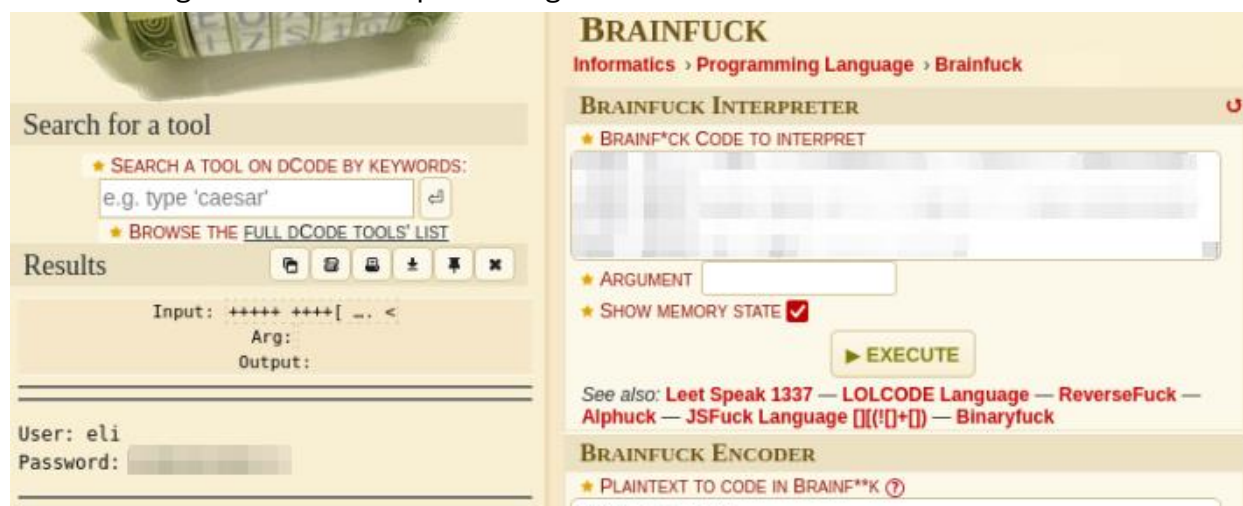 Search for a tool
★ SEARCH A TOOL ON DCODE BY KEYWORDS:
e.g. type 'caesar'
★ BROWSE THE FULL DCODE TOOLS' LIST
Results
Input: +++++ ++++[ …. <
Arg:
Output:
User: eli
Password:
BRAINFUCK
Informatics › Programming Language › Brainfuck
BRAINFUCK INTERPRETER
★ BRAINF*CK CODE TO INTERPRET
★ ARGUMENT
★ SHOW MEMORY STATE
▶ EXECUTE
See also: Leet Speak 1337 — LOLCODE Language — ReverseFuck —
Alphuck — JSFuck Language [][(![]+[]) — Binaryfuck
BRAINFUCK ENCODER
★ PLAINTEXT TO CODE IN BRAINF**K ?